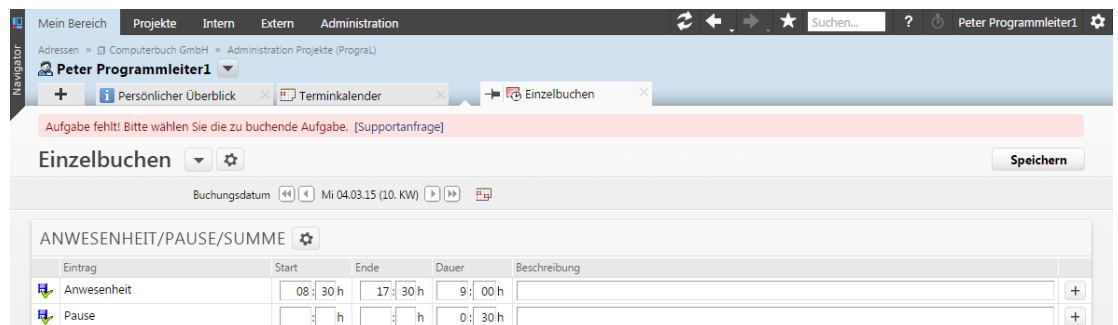 Mein Bereich Projekte Intern Extern Administration Suchen... ? Peter Programmleiter1
Navigator
Adressen » Computerbuch GmbH » Administration Projekte (PrograL)
Peter Programmleiter1
+ Persönlicher Überblick Terminkalender Einzelbuchen
Aufgabe fehlt! Bitte wählen Sie die zu buchende Aufgabe. [Supportanfrage]
Einzelbuchen Speichern
Buchungsdatum Mi 04.03.15 (10. KW)
ANWESENHEIT/PAUSE/SUMME
Eintrag Start Ende Dauer Beschreibung
Anwesenheit 08: 30 h 17: 30 h 9: 00 h +
Pause : h : h 0: 30 h +